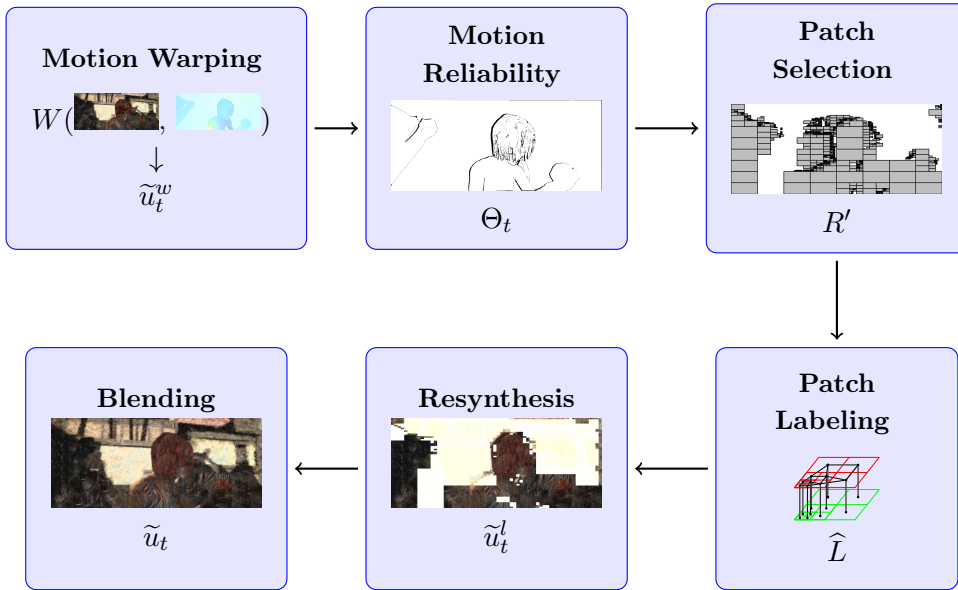 Motion Warping
W( , )
↓
ũ_t^w
Motion
Reliability
Θ_t
Patch
Selection
R′
Patch
Labeling
L̂
Resynthesis
ũ_t^l
Blending
ũ_t